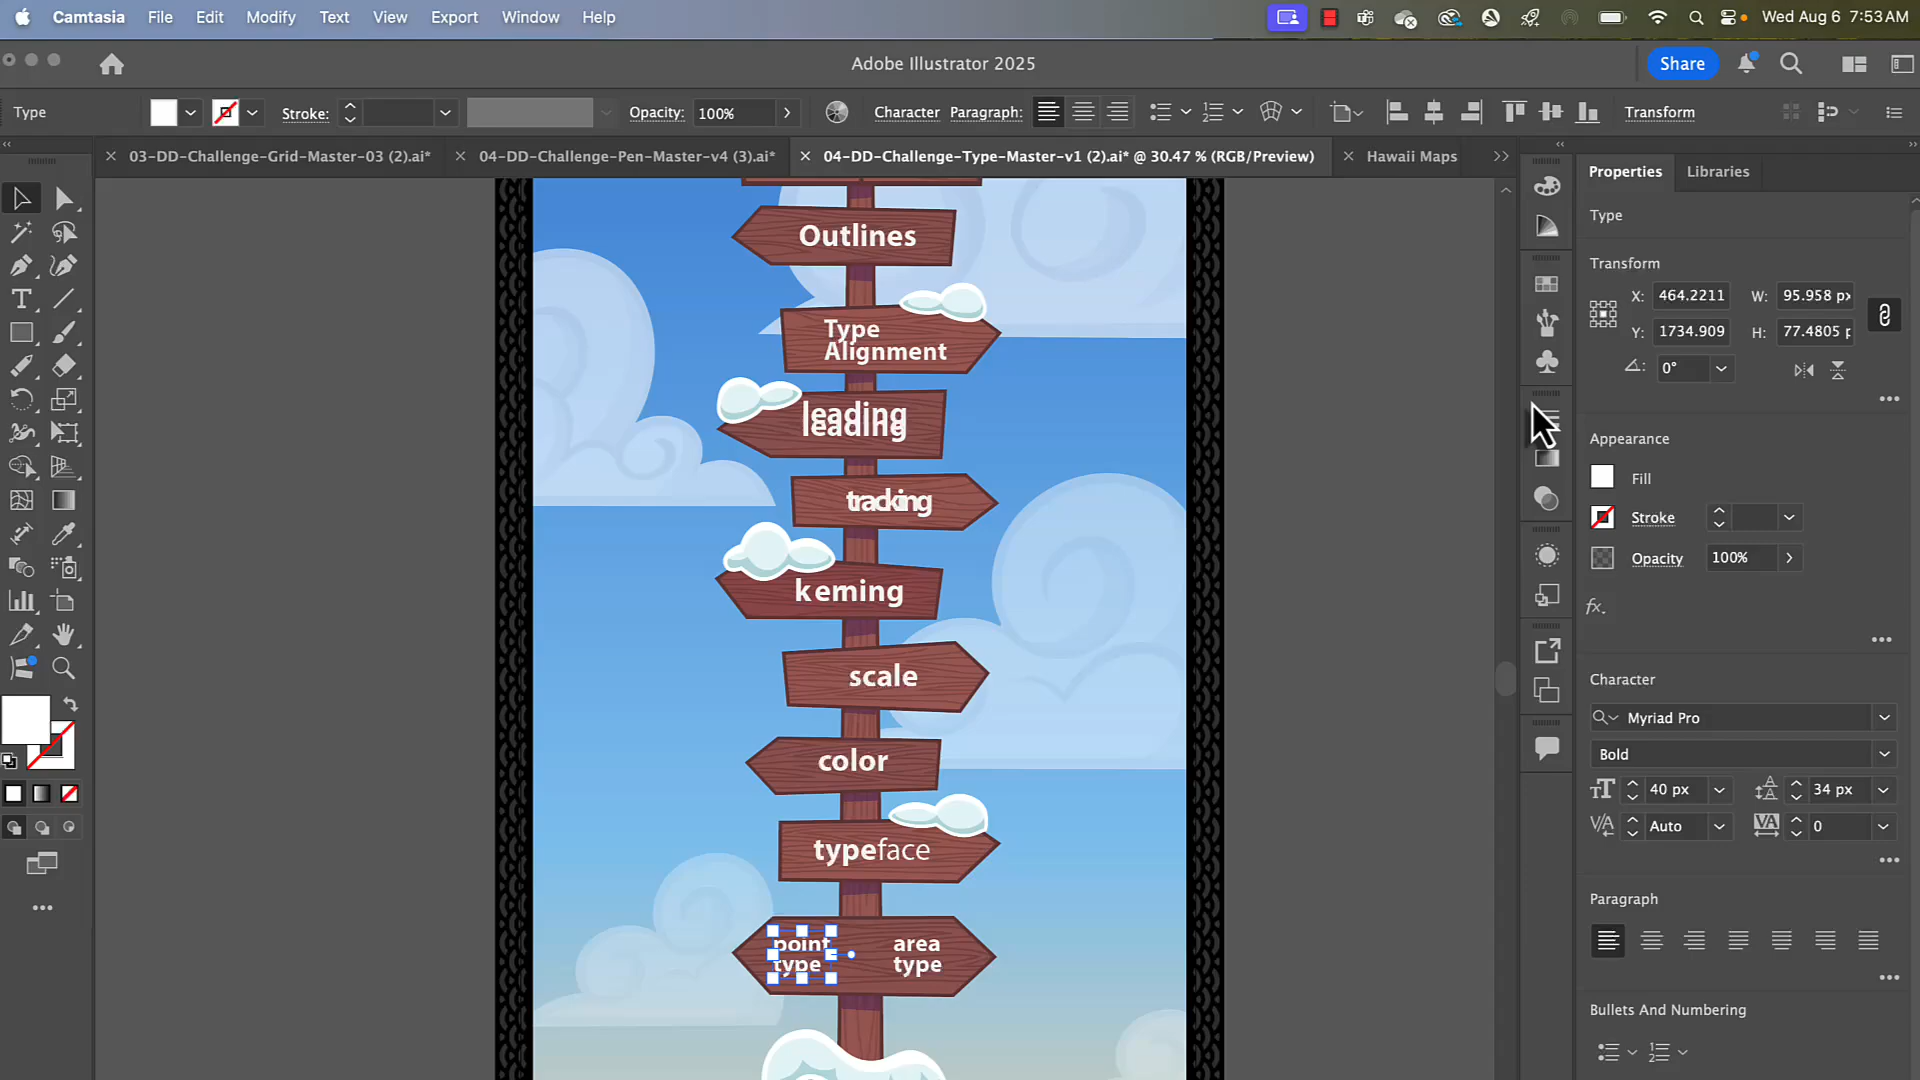 Camtasia File Edit Modify Text View Export Window Help Wed Aug 6 7:53 AM
Adobe Illustrator 2025 Share
Type Stroke: Opacity: 100% Character Paragraph: Transform
03-DD-Challenge-Grid-Master-03 (2).ai* 04-DD-Challenge-Pen-Master-v4 (3).ai* 04-DD-Challenge-Type-Master-v1 (2).ai* @ 30.47 % (RGB/Preview) Hawaii Maps
Properties Libraries
Type
Transform
X: 464.2211 W: 95.958 px
Y: 1734.909 H: 77.4805 p
0°
Appearance
Fill
Stroke
Opacity 100%
fx.
Character
Myriad Pro
Bold
40 px 34 px
Auto 0
Paragraph
Bullets And Numbering
Outlines
Type
Alignment
leading
leading
tracking
kerning
scale
color
typeface
point
type
area
type